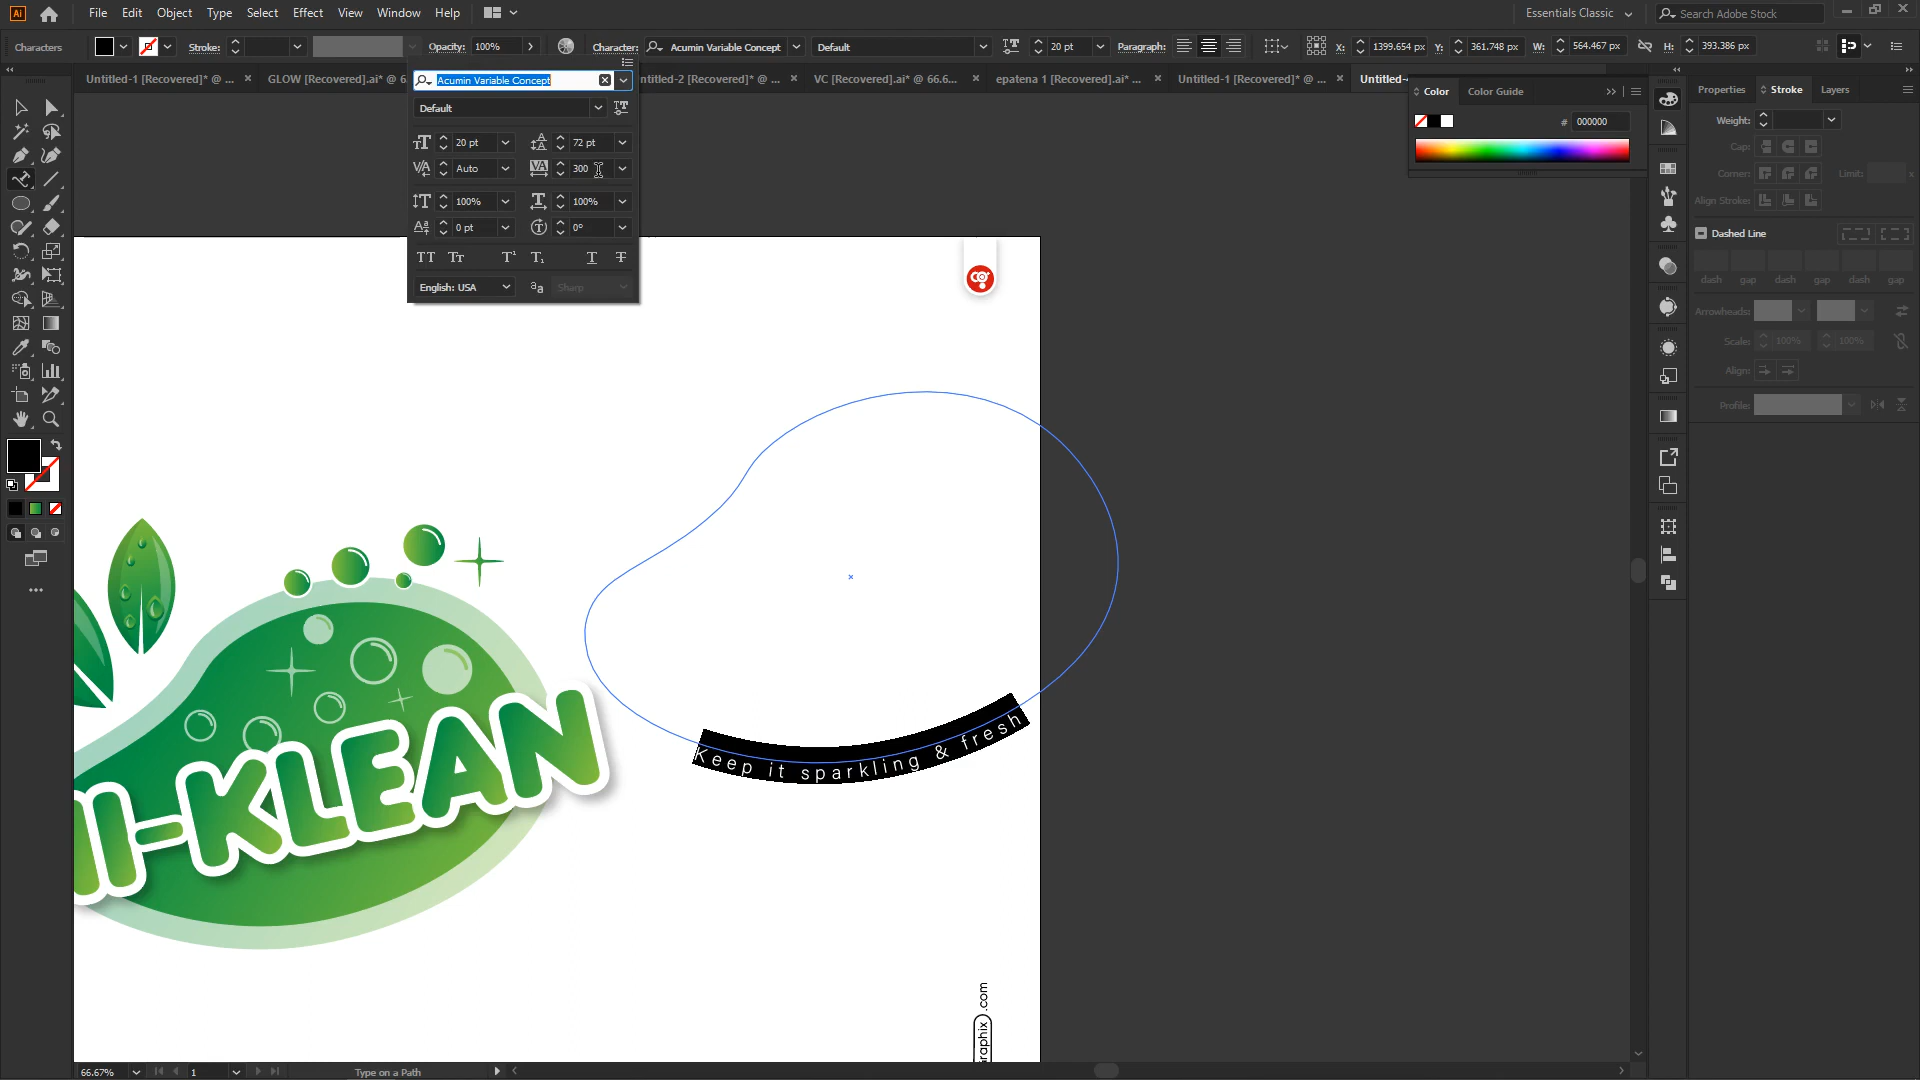 Ai File Edit Object Type Select Effect View Window Help Essentials Classic Search Adobe Stock
Characters Stroke: Opacity: 100% Character: Acumin Variable Concept Default 20 pt Paragraph: X: 1399.654 px Y: 361.748 px W: 564.467 px H: 393.386 px
Untitled-1 [Recovered]* @ ... GLOW [Recovered].ai* @ 6 ntitled-2 [Recovered]* @ ... VC [Recovered].ai* @ 66.6... epatena 1 [Recovered].ai* ... Untitled-1 [Recovered]* @ ... Untitled-
Acumin Variable Concept
Default
20 pt 72 pt
Auto 300
100% 100%
0 pt 0°
English: USA Sharp
Color Color Guide
# 000000
Properties Stroke Layers
Weight:
Cap:
Corner: Limit: x
Align Stroke:
Dashed Line
dash gap dash gap dash gap
Arrowheads:
Scale: 100% 100%
Align:
Profile:
Keep it sparkling & fresh
I-KLEAN
raphix .com
66.67% 1 Type on a Path